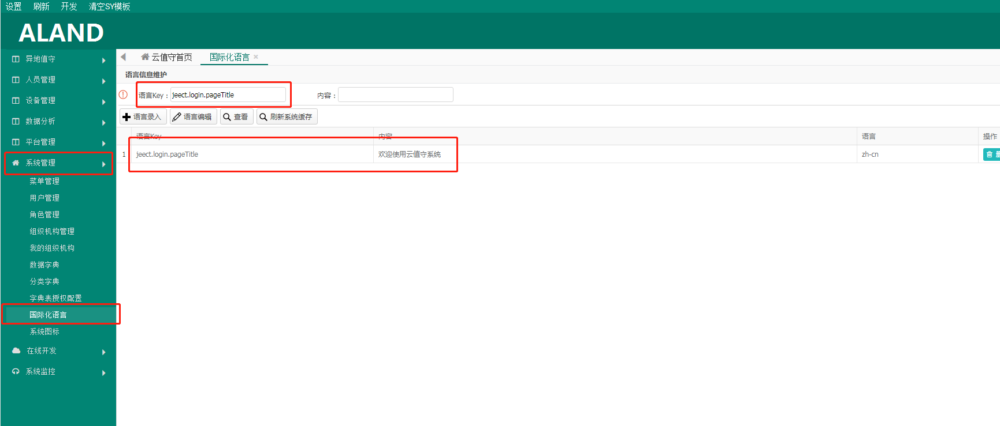 设置 刷新 开发 清空SY模板
ALAND
异地值守
人员管理
设备管理
数据分析
平台管理
系统管理
菜单管理
用户管理
角色管理
组织机构管理
我的组织机构
数据字典
分类字典
字典表授权配置
国际化语言
系统图标
在线开发
系统监控
云值守首页 国际化语言
语言信息维护
语言Key： jeect.login.pageTitle 内容：
语言录入 语言编辑 查看 刷新系统缓存
语言Key 内容 语言 操作
1 jeect.login.pageTitle 欢迎使用云值守系统 zh-cn